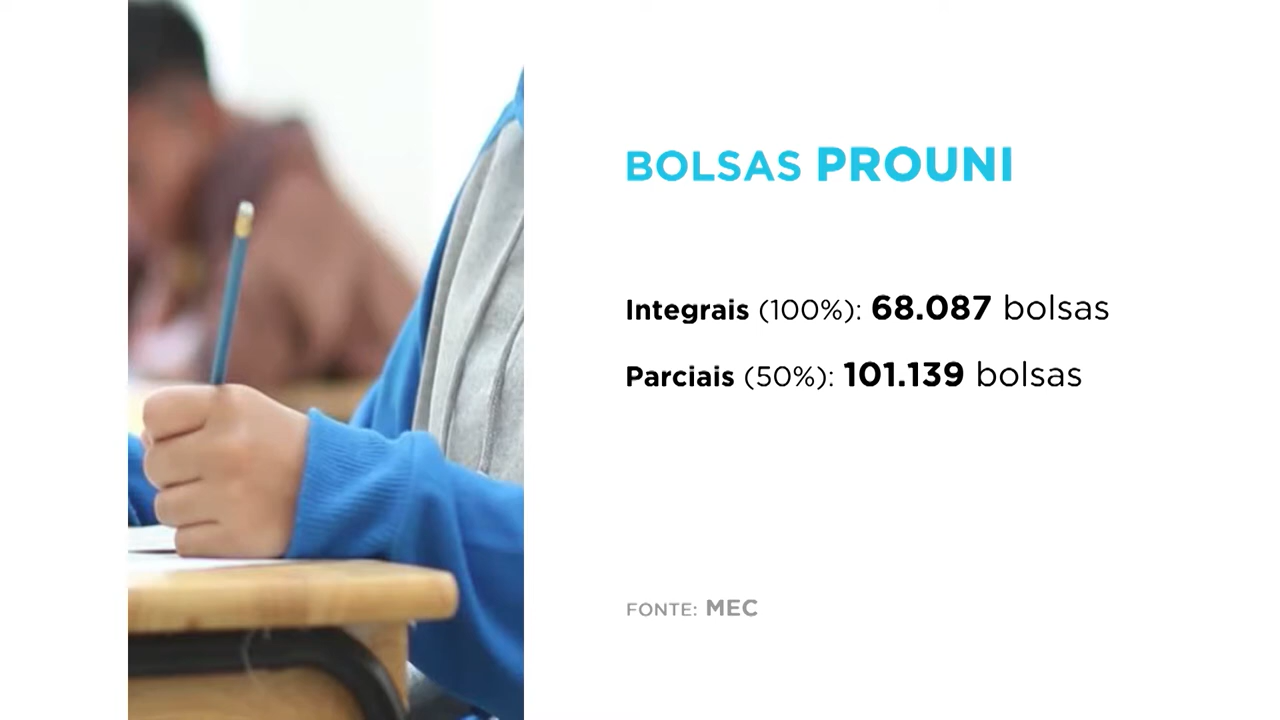 BOLSAS PROUNI
Integrais (100%): 68.087 bolsas
Parciais (50%): 101.139 bolsas
FONTE: MEC